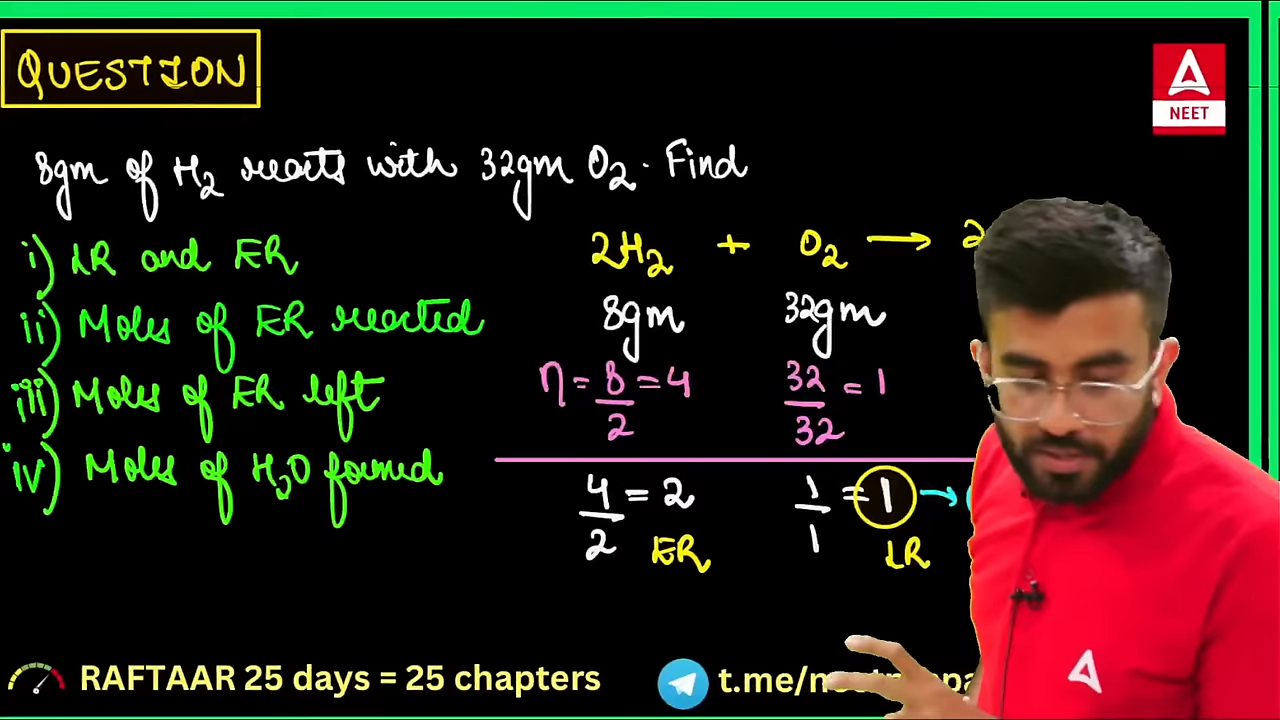 QUESTION
NEET
8gm of H2 reacts with 32gm O2. Find
i) LR and ER
ii) Moles of ER reacted
iii) Moles of ER left
iv) Moles of H2O formed
2H2 + O2 → 2
8gm 32gm
n = 8/2 = 4 32/32 = 1
4/2 = 2 ER 1/1 = 1 → LR
RAFTAAR 25 days = 25 chapters